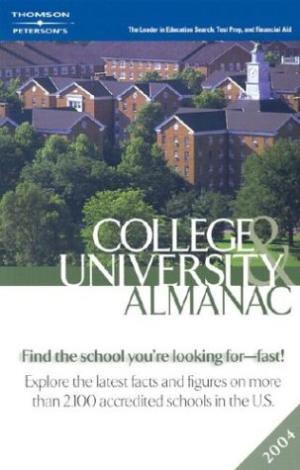 THOMSON
PETERSON'S
The Leader in Education Search, Test Prep, and Financial Aid
COLLEGE &
UNIVERSITY
ALMANAC
Find the school you're looking for—fast!
Explore the latest facts and figures on more
than 2,100 accredited schools in the U.S.
2004